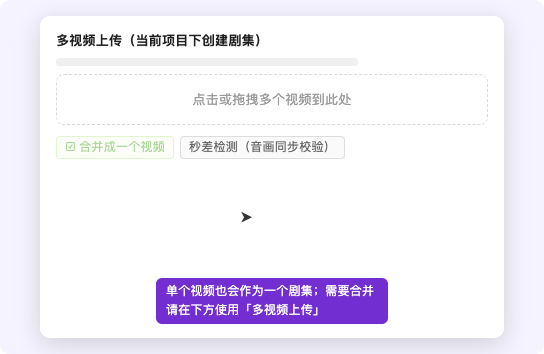 多视频上传（当前项目下创建剧集）
点击或拖拽多个视频到此处
合并成一个视频
秒差检测（音画同步校验）
单个视频也会作为一个剧集；需要合并
请在下方使用「多视频上传」